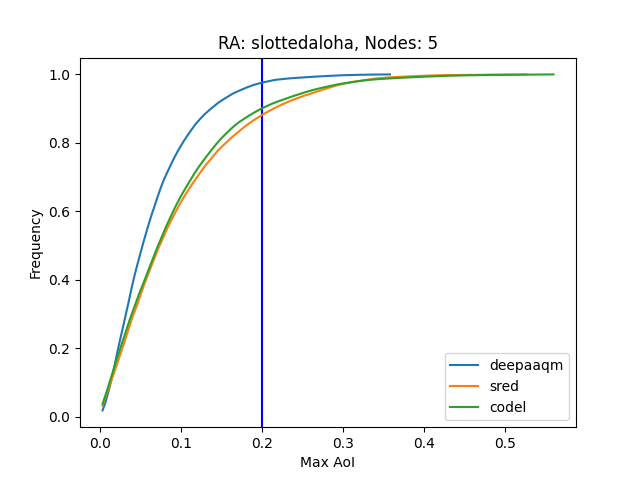 RA: slottedaloha, Nodes: 5
1.0
0.8
0.6
0.4
0.2
0.0
Frequency
0.0 0.1 0.2 0.3 0.4 0.5
Max AoI
deepaaqm
sred
codel